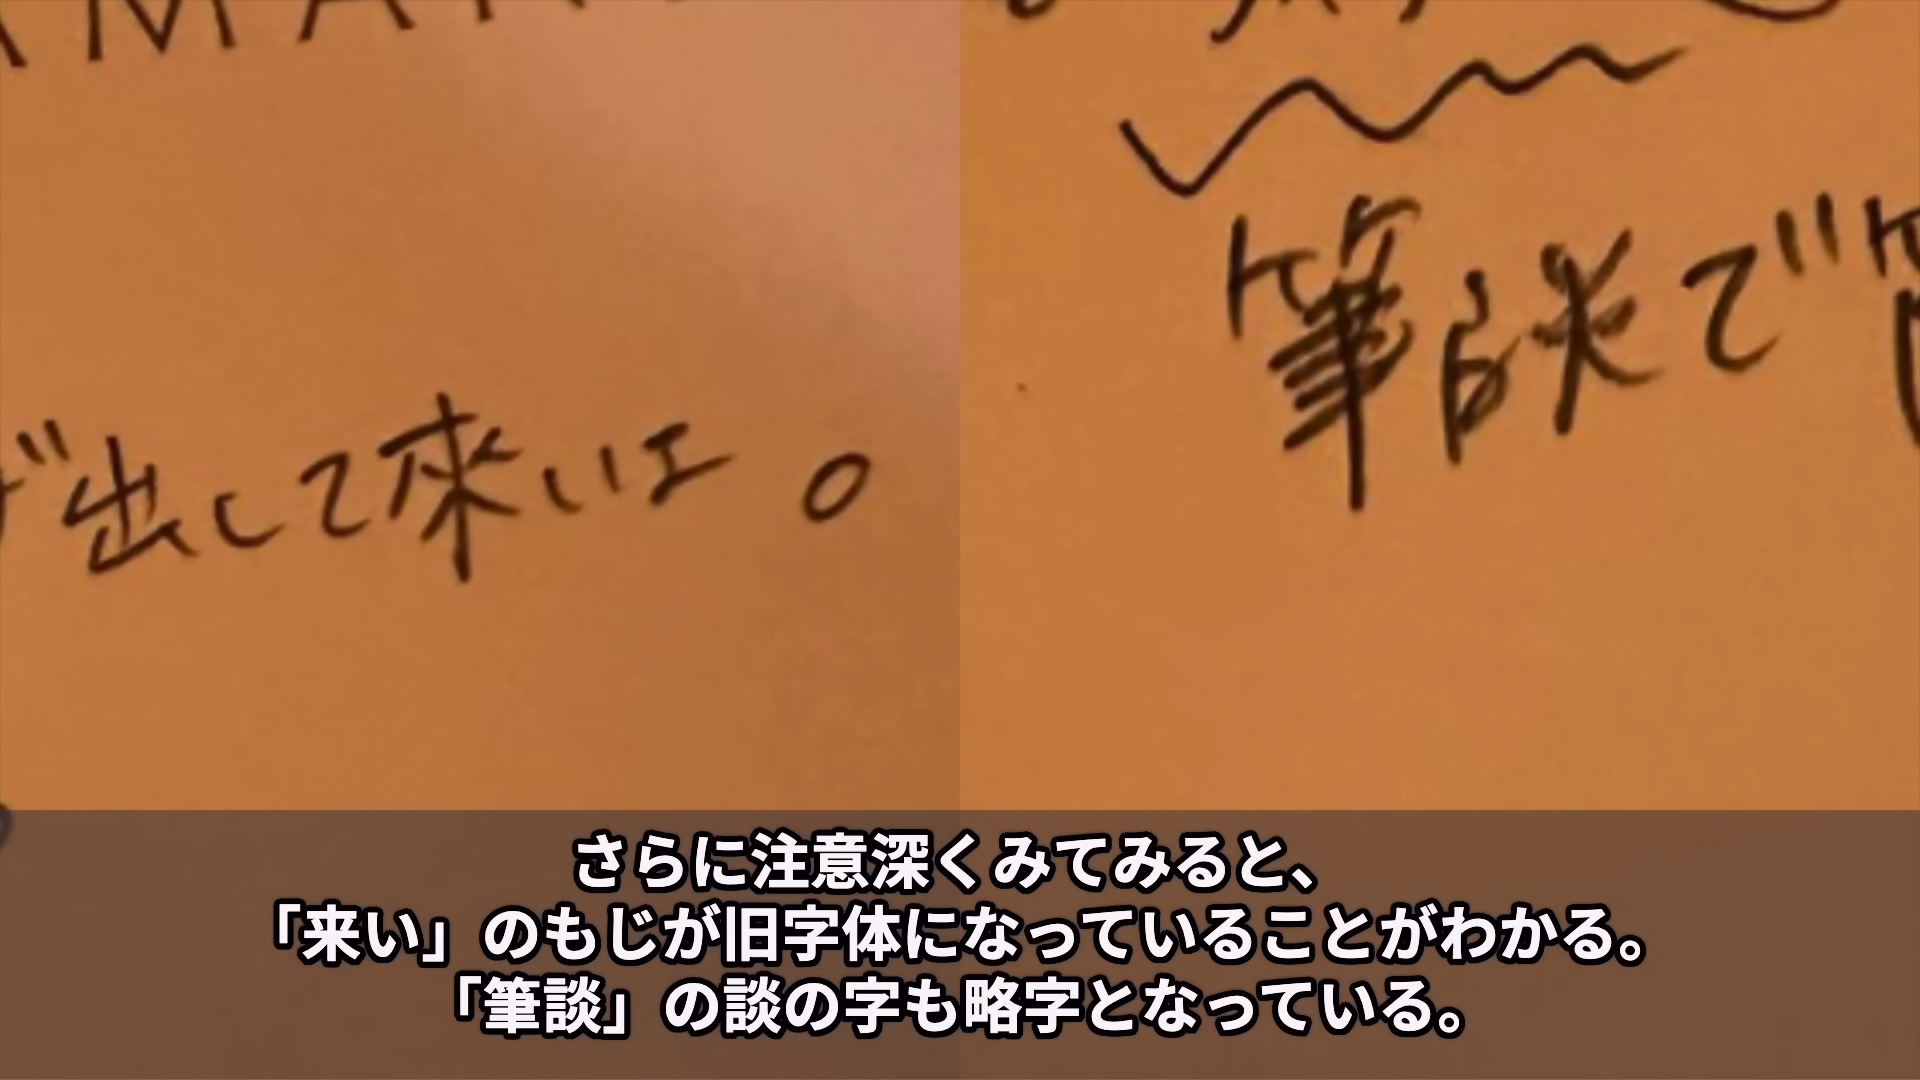 出して來いよ。
筆談で
さらに注意深くみてみると、
「来い」のもじが旧字体になっていることがわかる。
「筆談」の談の字も略字となっている。